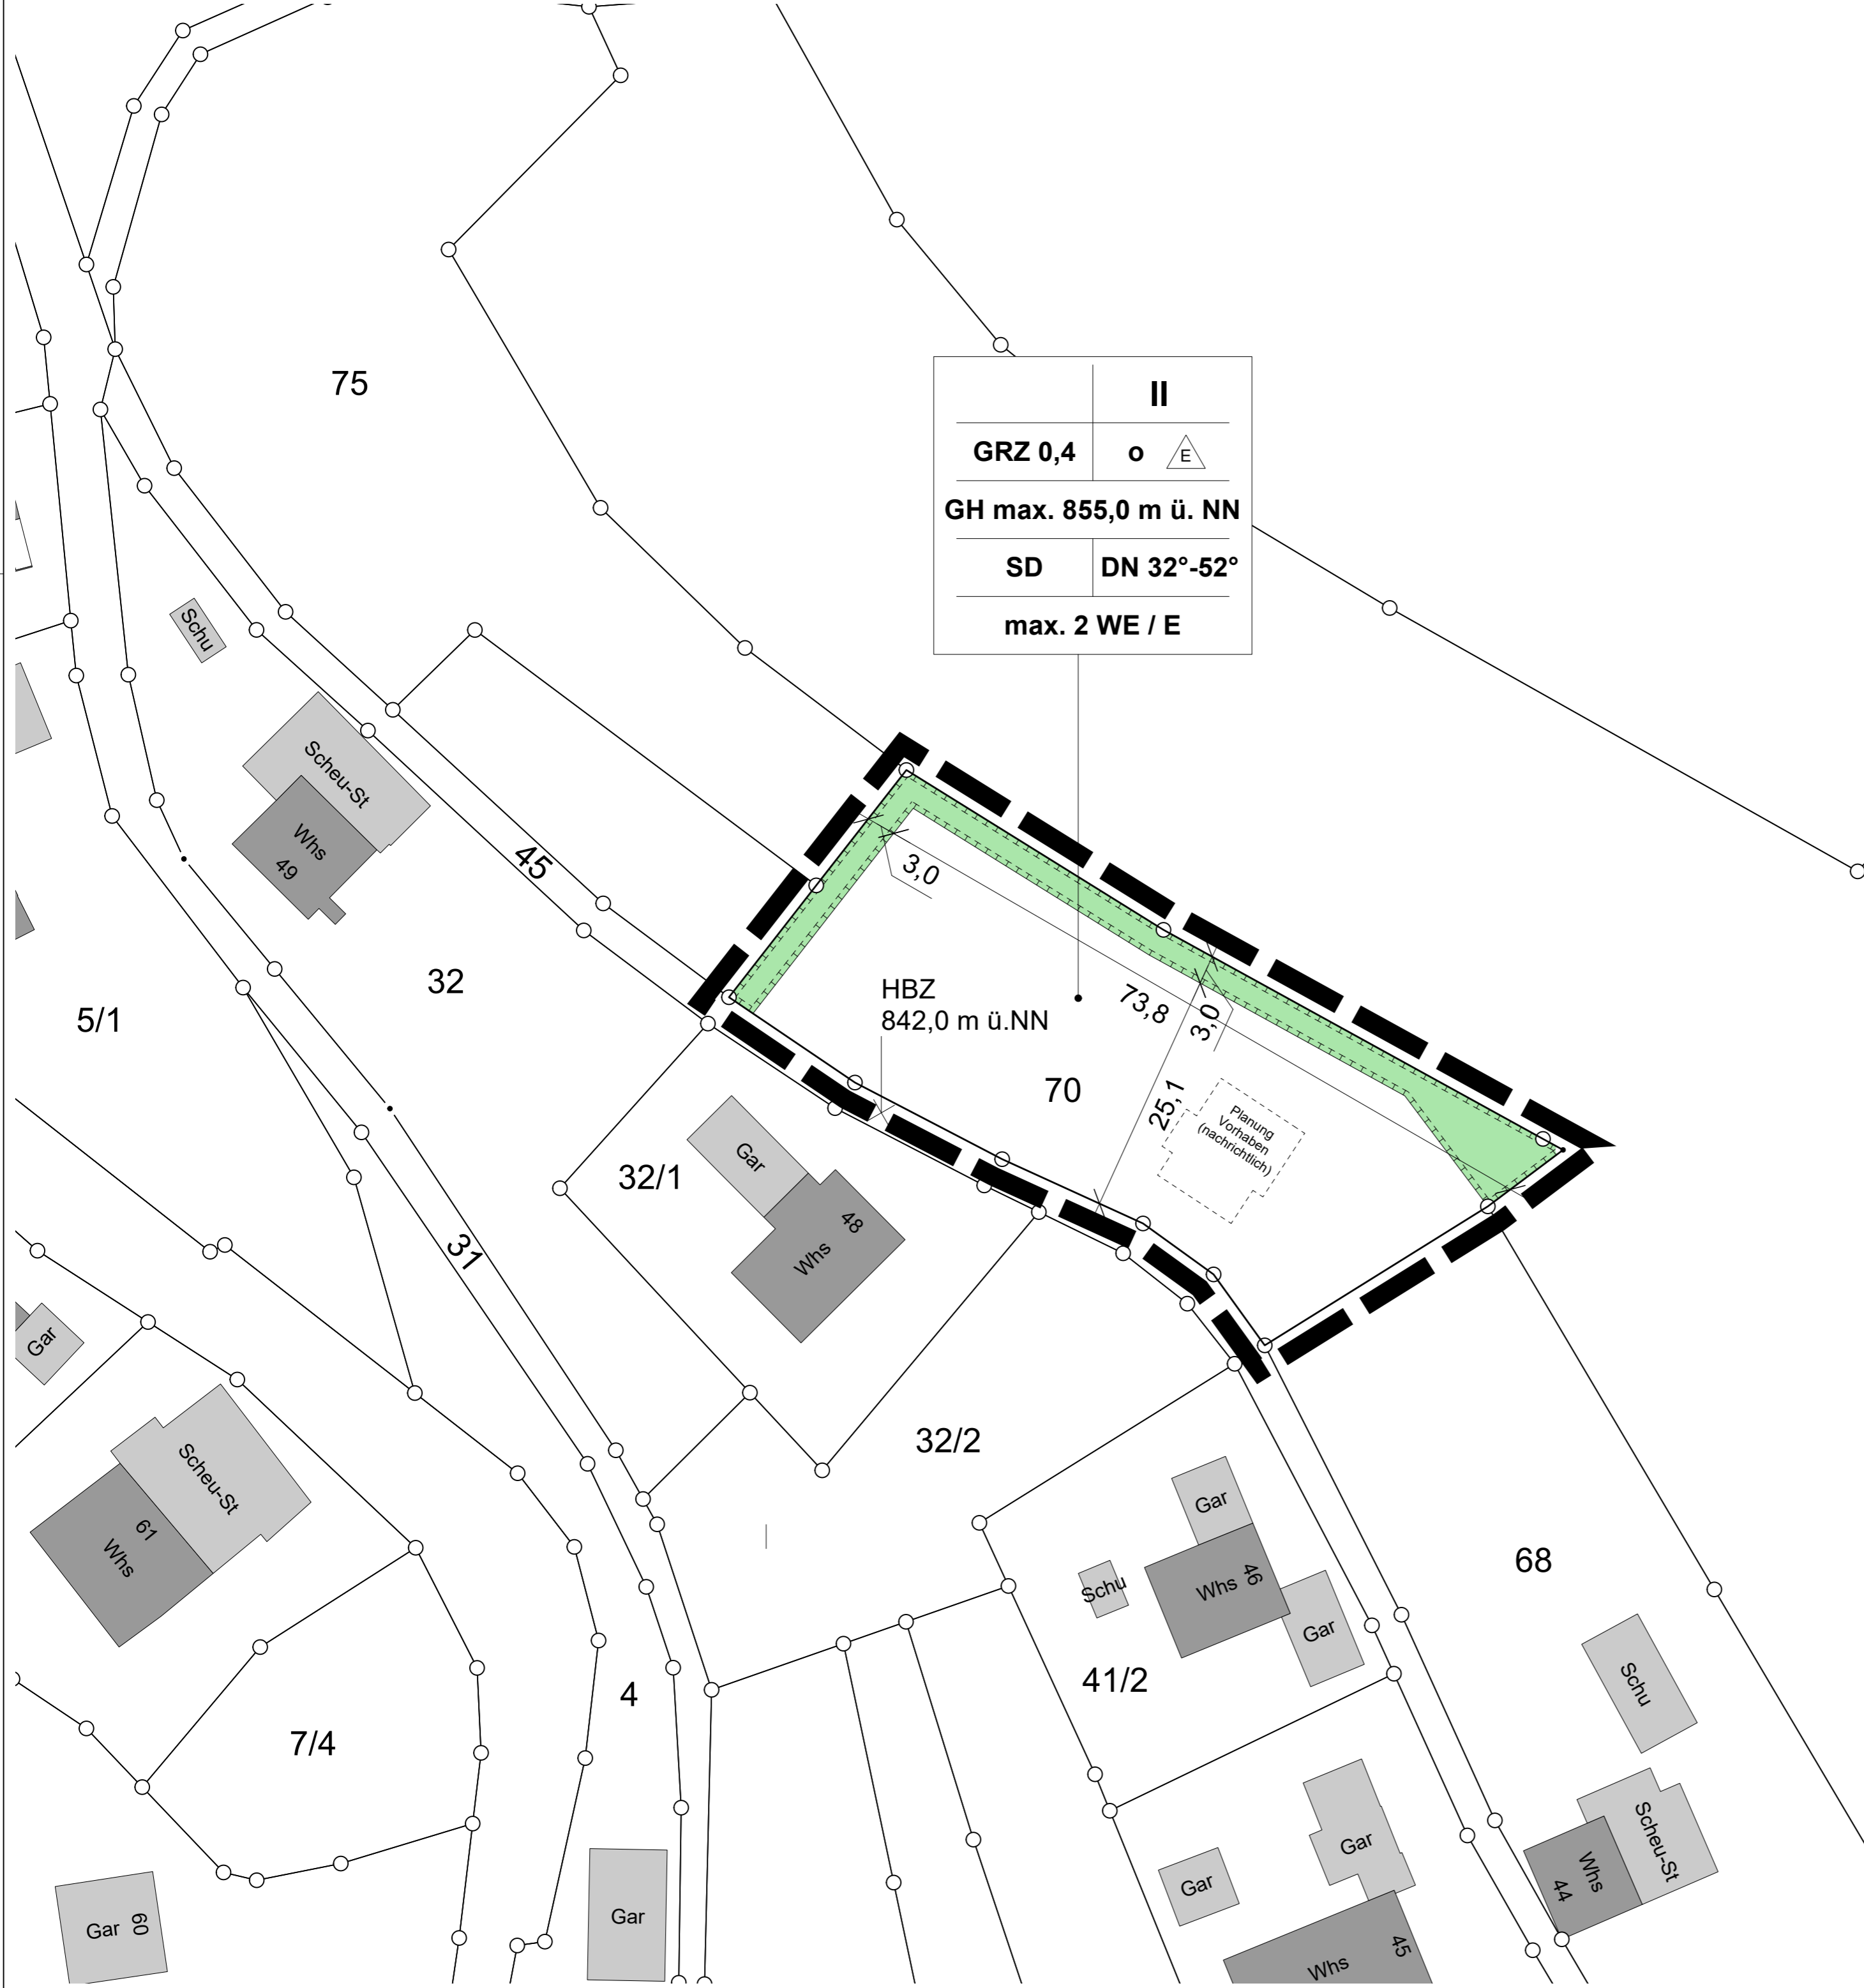 75
II
GRZ 0,4
o
E
GH max. 855,0 m ü. NN
SD
DN 32°-52°
max. 2 WE / E
Schu
Scheu-St
Whs
49
45
3,0
32
5/1
HBZ
842,0 m ü.NN
73,8
3,0
70
25,1
Planung
Vorhaben
(nachrichtlich)
Gar
32/1
48
Whs
31
Gar
32/2
Scheu-St
61
Whs
Gar
Schu
Whs
46
Gar
68
41/2
4
Schu
7/4
Gar
Scheu-St
Whs
44
Gar
Gar
60
Gar
45
Whs